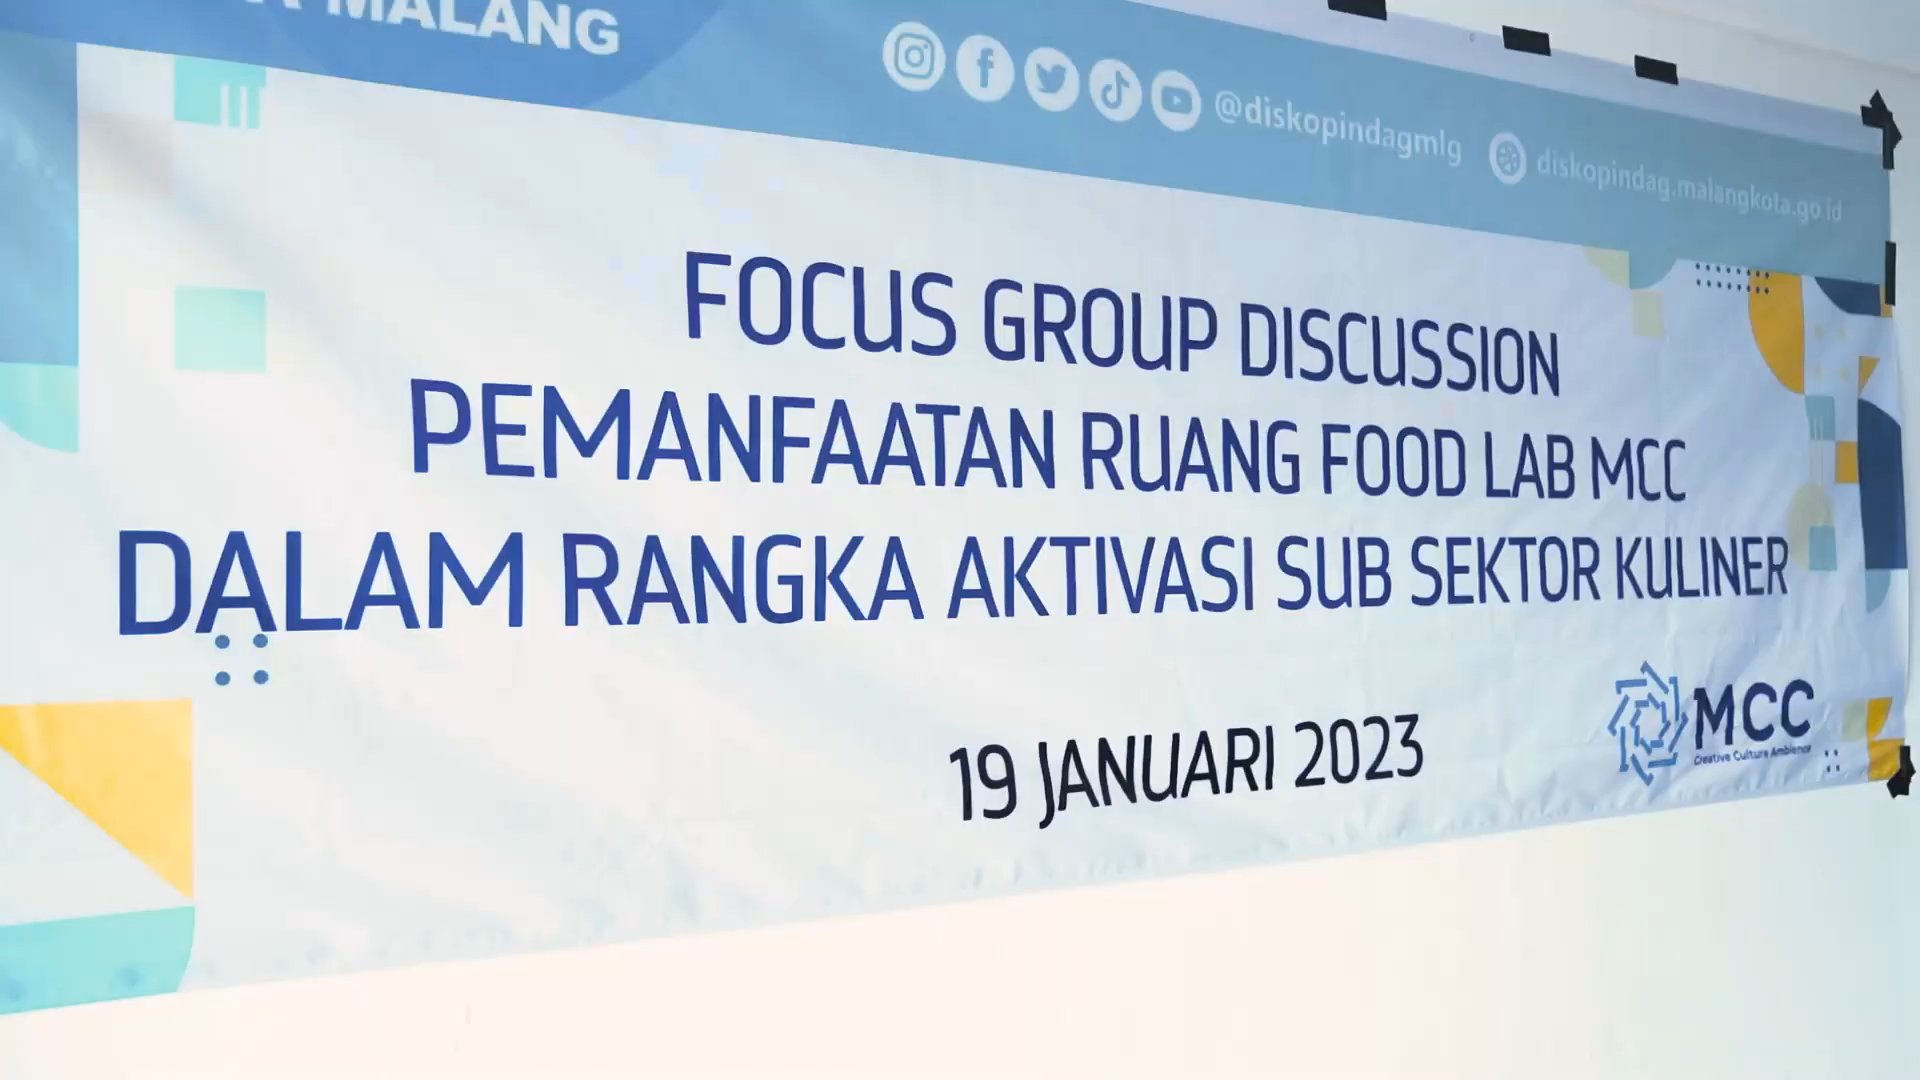 MALANG
@diskopindagmlg diskopindag.malangkota.go.id
FOCUS GROUP DISCUSSION
PEMANFAATAN RUANG FOOD LAB MCC
DALAM RANGKA AKTIVASI SUB SEKTOR KULINER
19 JANUARI 2023
MCC
Creative Culture Ambience